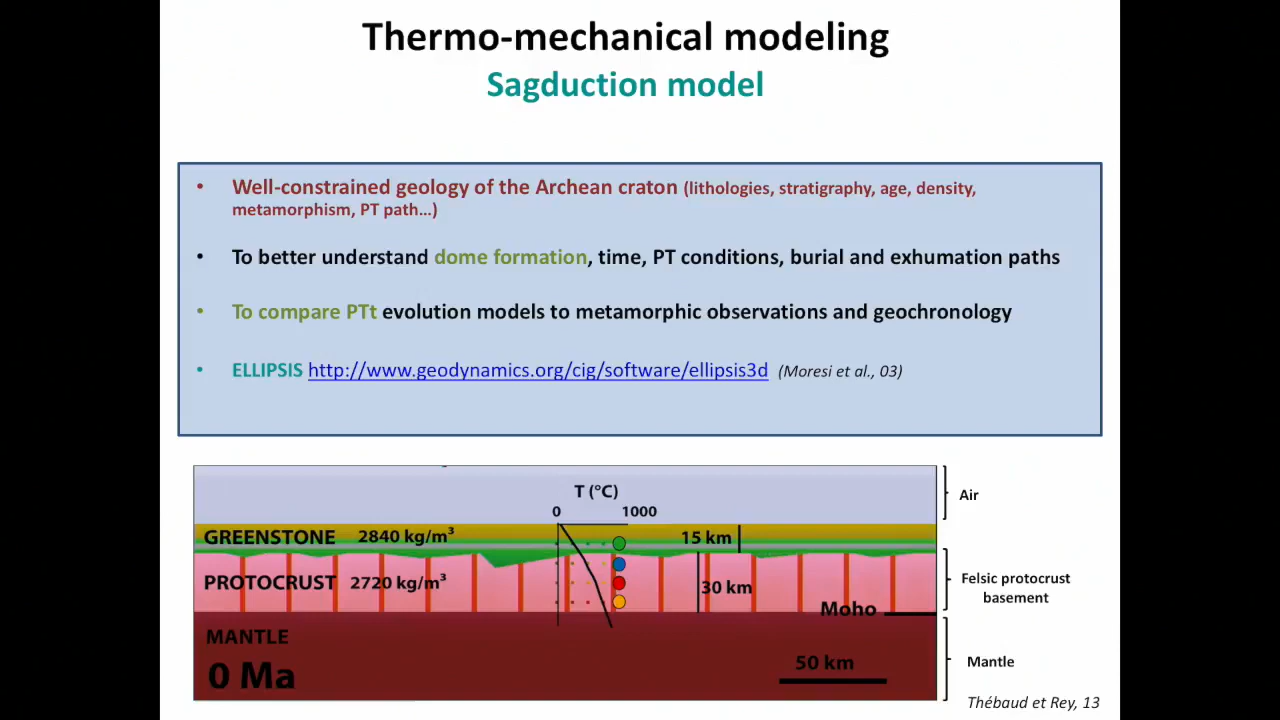 Thermo-mechanical modeling
Sagduction model
• Well-constrained geology of the Archean craton (lithologies, stratigraphy, age, density,
metamorphism, PT path…)
• To better understand dome formation, time, PT conditions, burial and exhumation paths
• To compare PTt evolution models to metamorphic observations and geochronology
• ELLIPSIS http://www.geodynamics.org/cig/software/ellipsis3d (Moresi et al., 03)
T (°C)
0 1000
Air
GREENSTONE 2840 kg/m³ 15 km
PROTOCRUST 2720 kg/m³ 30 km
Felsic protocrust
basement
Moho
MANTLE
0 Ma
50 km
Mantle
Thébaud et Rey, 13